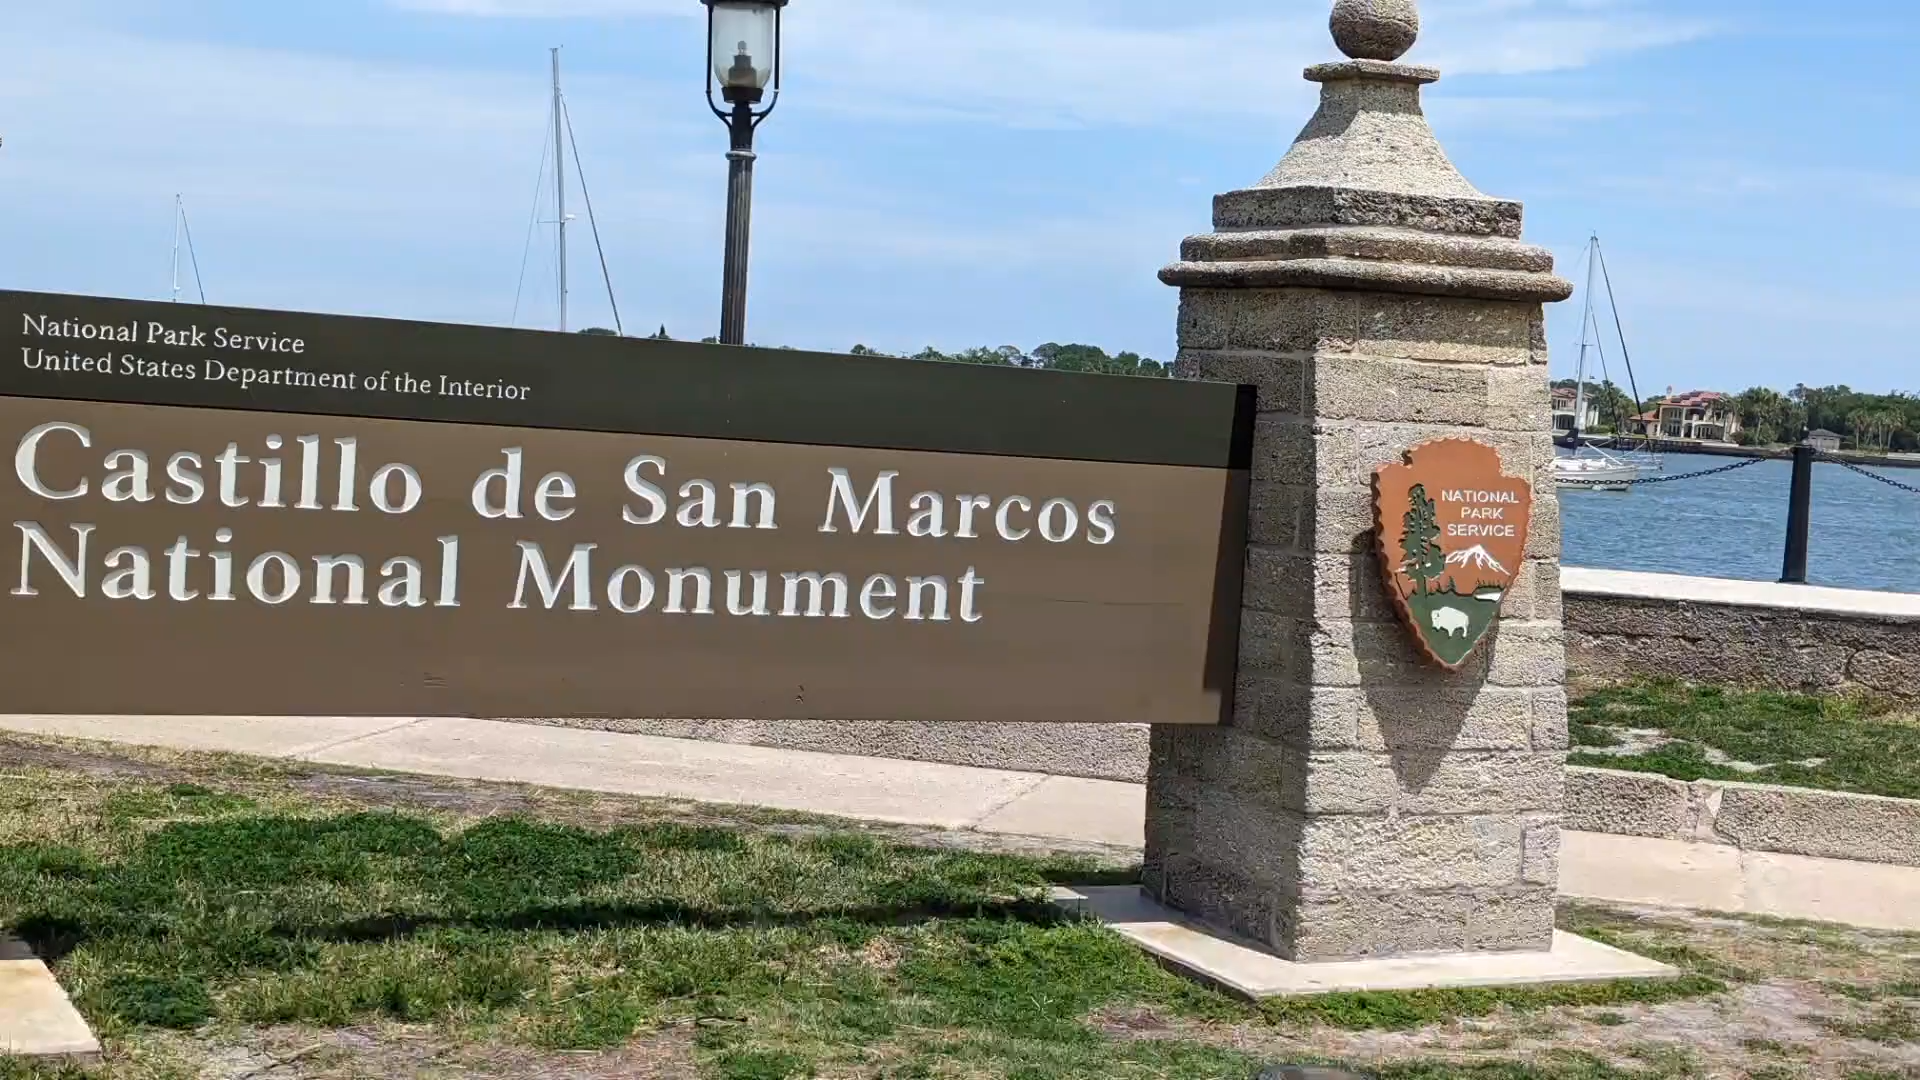 National Park Service
United States Department of the Interior
Castillo de San Marcos
National Monument
NATIONAL
PARK
SERVICE